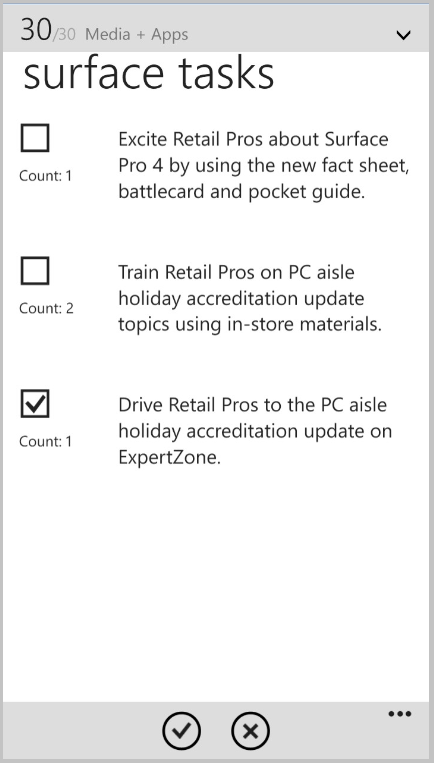 30/30 Media + Apps
surface tasks
Excite Retail Pros about Surface
Pro 4 by using the new fact sheet,
Count: 1
battlecard and pocket guide.
Train Retail Pros on PC aisle
holiday accreditation update
Count: 2
topics using in-store materials.
Drive Retail Pros to the PC aisle
holiday accreditation update on
Count: 1
ExpertZone.